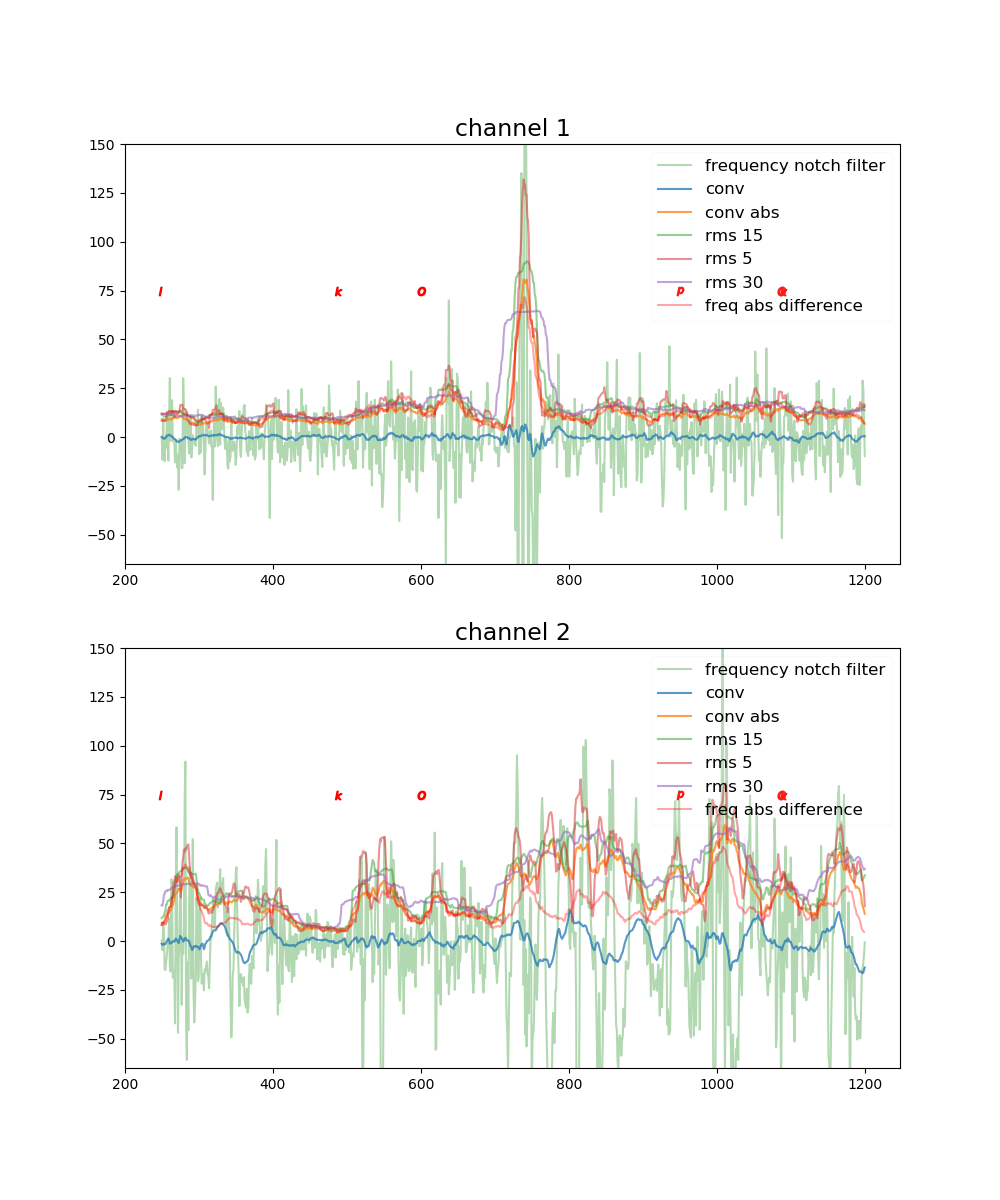 channel 1
150
125
100
75
50
25
0
−25
−50
200 400 600 800 1000 1200
frequency notch filter
conv
conv abs
rms 15
rms 5
rms 30
freq abs difference
l k O p
channel 2
150
125
100
75
50
25
0
−25
−50
200 400 600 800 1000 1200
frequency notch filter
conv
conv abs
rms 15
rms 5
rms 30
freq abs difference
l k O p